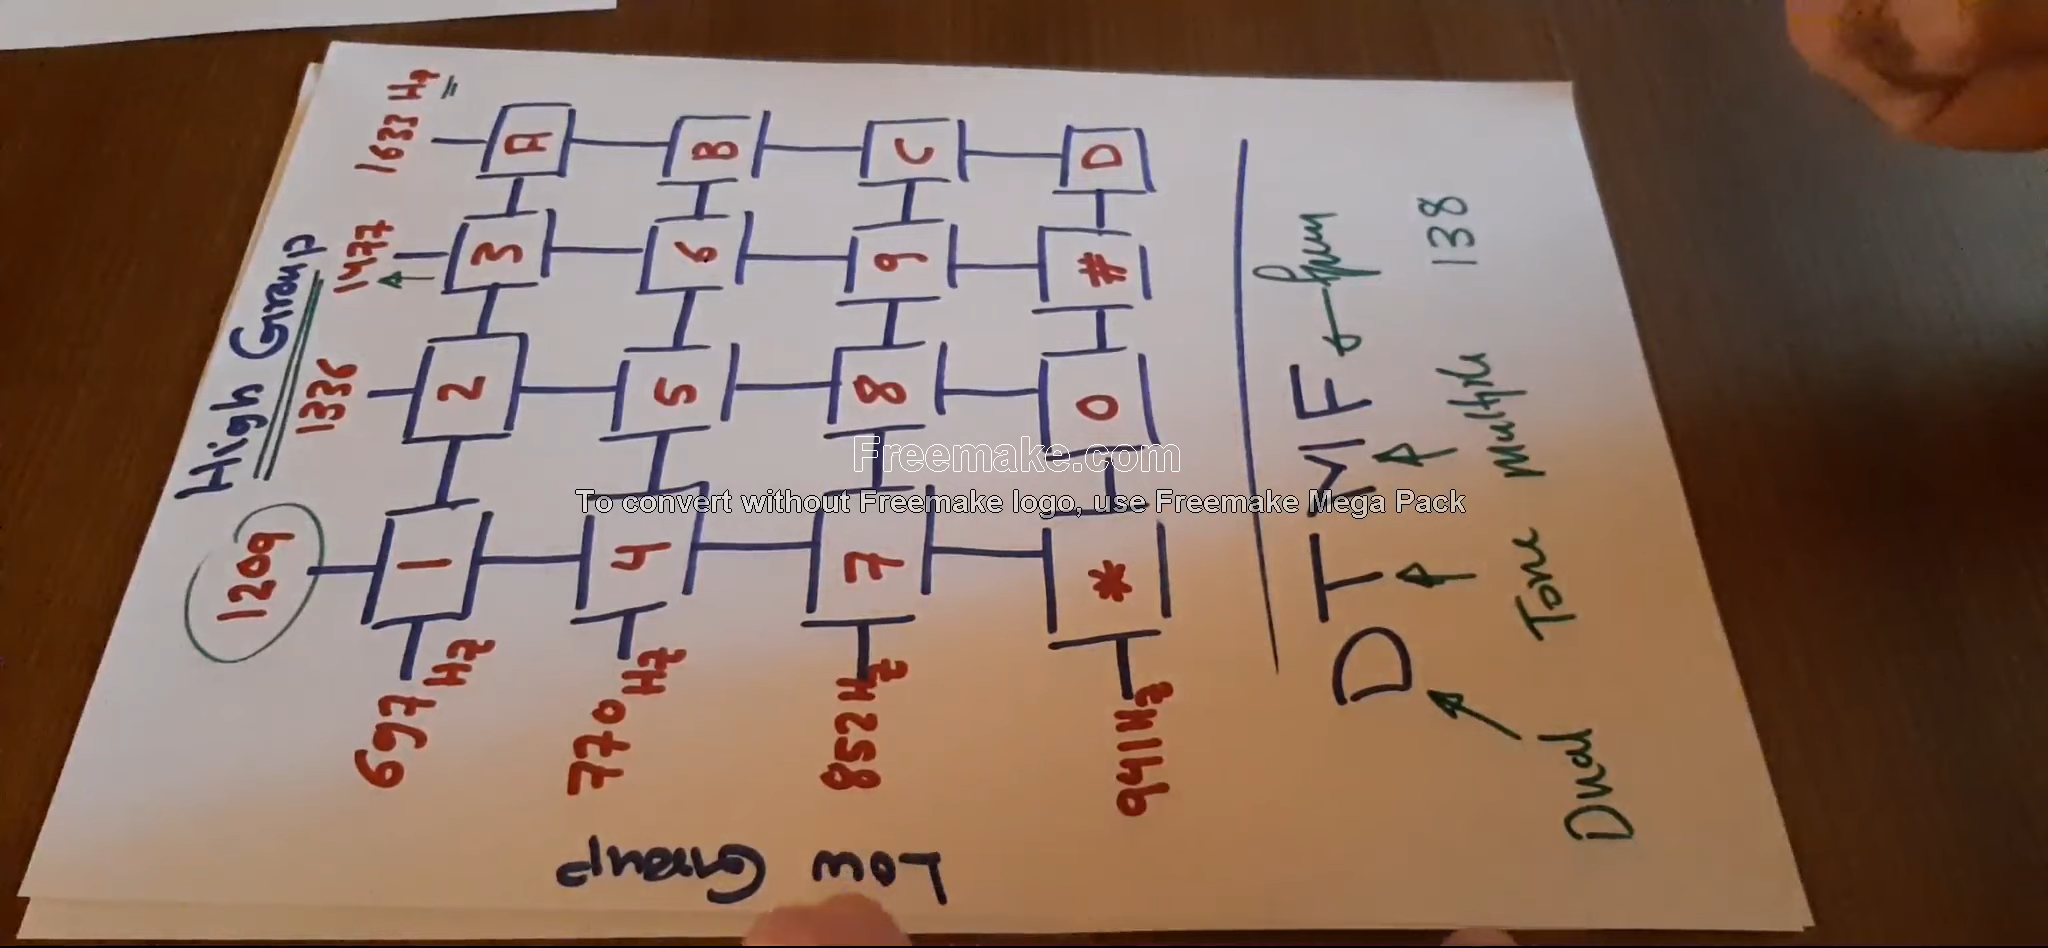 High Group
1209 1336 1477 1633 Hz
697 Hz 1 2 3 A
770 Hz 4 5 6 B
852 Hz 7 8 9 C
941 Hz * 0 # D
Low Group
DTMF
138
Dual Tone Multiple
Freemake.com
To convert without Freemake logo, use Freemake Mega Pack